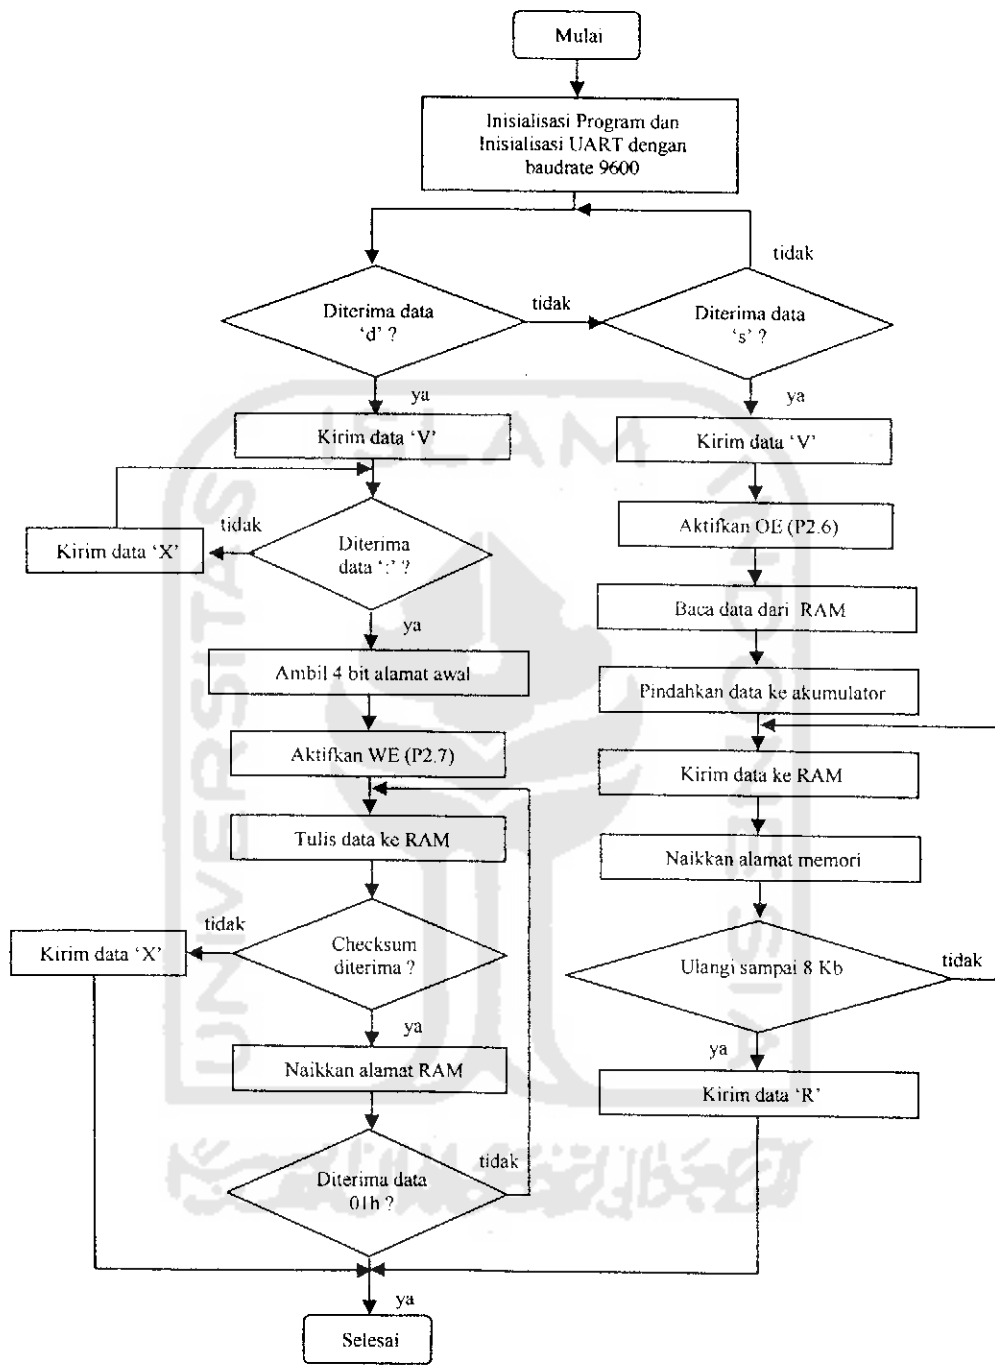 Mulai
Inisialisasi Program dan
Inisialisasi UART dengan
baudrate 9600
tidak
Diterima data
'd' ?
tidak
Diterima data
's' ?
ya
ya
Kirim data 'V'
Kirim data 'V'
tidak
Kirim data 'X'
Diterima
data ':' ?
Aktifkan OE (P2.6)
ya
Baca data dari RAM
Ambil 4 bit alamat awal
Pindahkan data ke akumulator
Aktifkan WE (P2.7)
Kirim data ke RAM
Tulis data ke RAM
Naikkan alamat memori
tidak
Kirim data 'X'
Checksum
diterima ?
Ulangi sampai 8 Kb
tidak
ya
ya
Naikkan alamat RAM
Kirim data 'R'
Diterima data
01h ?
tidak
ya
Selesai
UNIVERSITAS
ISLAM
INDONESIA